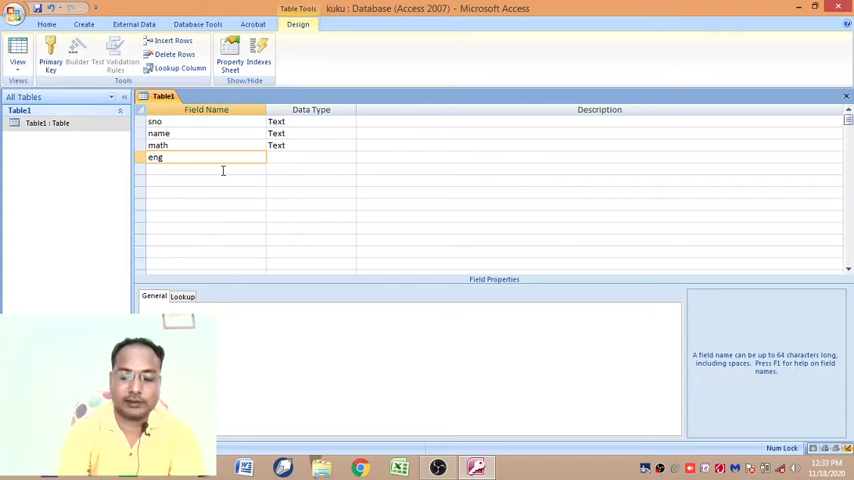 Table Tools
kuku : Database (Access 2007) - Microsoft Access
Home
Create
External Data
Database Tools
Acrobat
Design
View
Primary
Key
Builder
Test Validation
Rules
Insert Rows
Delete Rows
Lookup Column
Property
Sheet
Indexes
Views
Tools
Show/Hide
All Tables
Table1
Table1 : Table
Table1
Field Name
Data Type
Description
sno
Text
name
Text
math
Text
eng
Field Properties
General
Lookup
A field name can be up to 64 characters long,
including spaces. Press F1 for help on field
names.
Num Lock
12:33 PM
11/18/2020